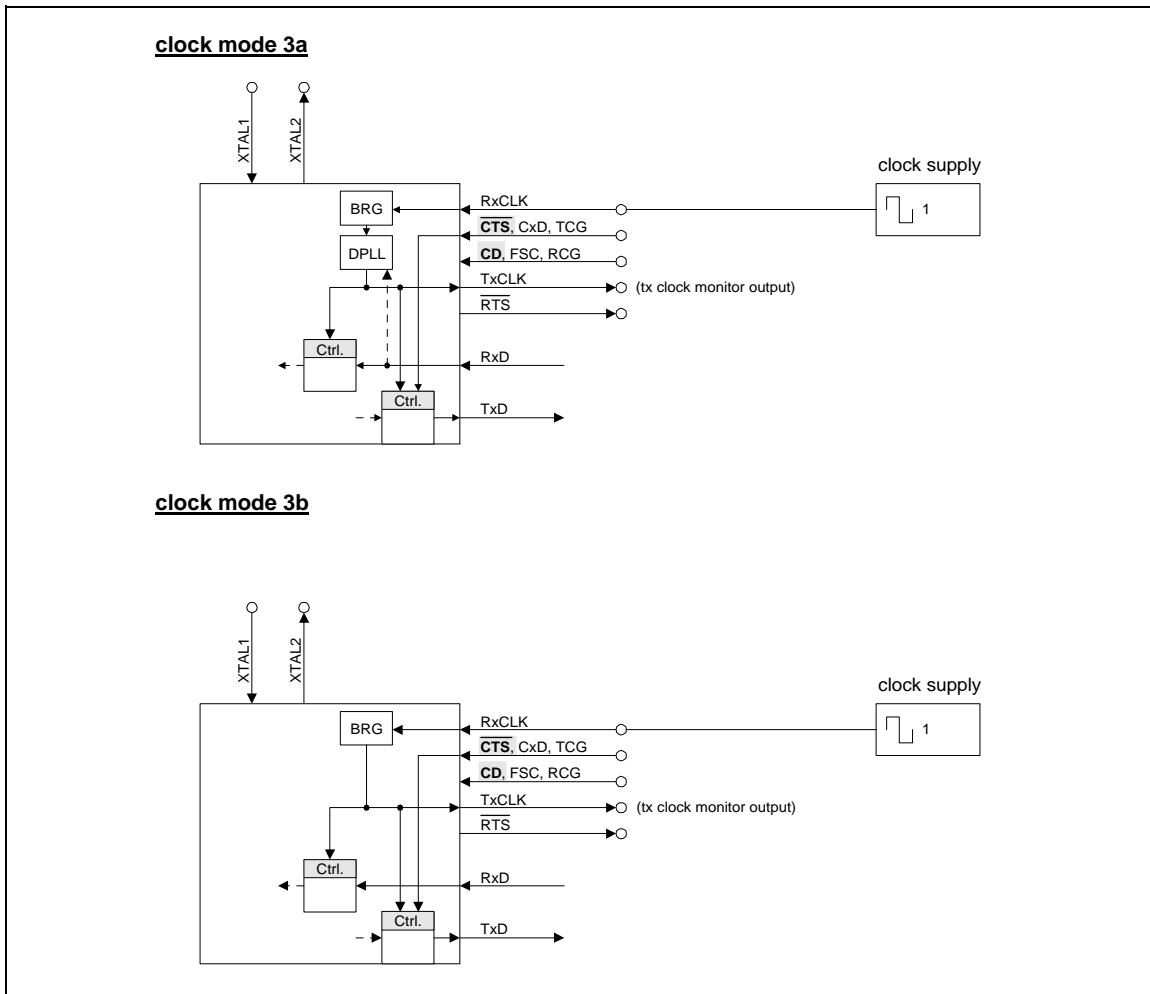 clock mode 3a
XTAL1
XTAL2
clock supply
BRG
RxCLK
1
CTS, CxD, TCG
DPLL
CD, FSC, RCG
TxCLK
(tx clock monitor output)
RTS
Ctrl.
RxD
Ctrl.
TxD
clock mode 3b
XTAL1
XTAL2
clock supply
BRG
RxCLK
1
CTS, CxD, TCG
CD, FSC, RCG
TxCLK
(tx clock monitor output)
RTS
Ctrl.
RxD
Ctrl.
TxD